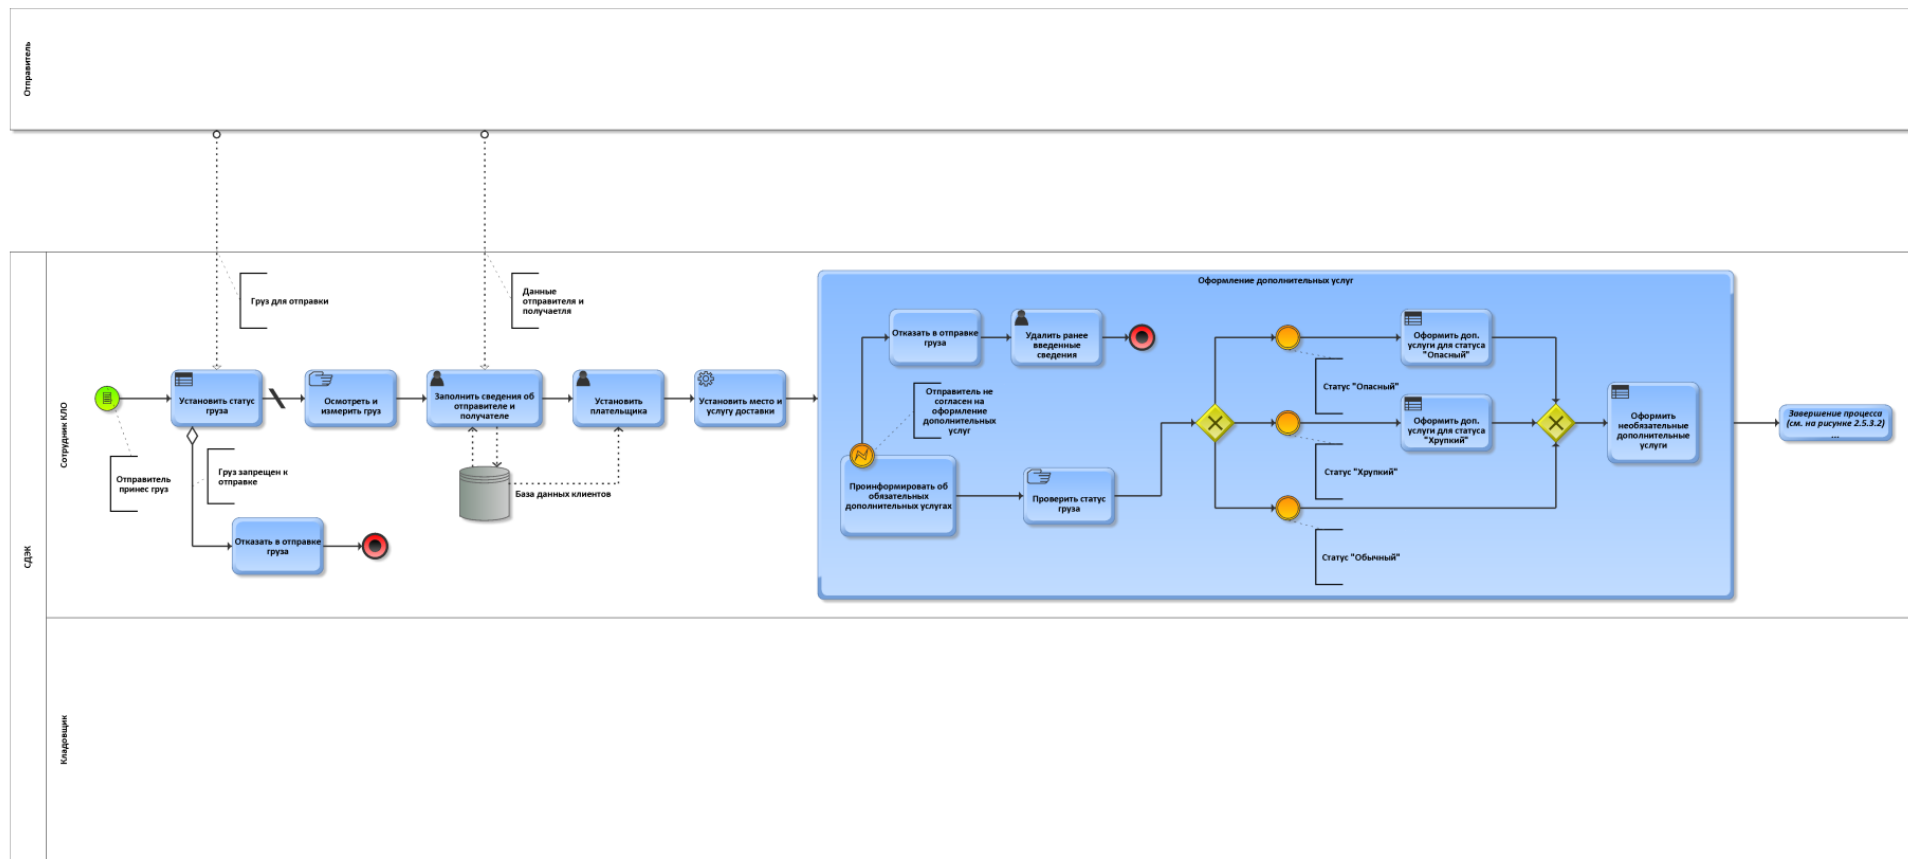 Отправитель
СДЭК
Сотрудник КЛО
Кладовщик
Груз для отправки
Данные
отправителя и
получаетля
Установить статус
груза
Осмотреть и
измерить груз
Заполнить сведения об
отправителе и
получателе
Установить
плательщика
Установить место и
услугу доставки
Отправитель
принес груз
Груз запрещен к
отправке
База данных клиентов
Отказать в отправке
груза
Оформление дополнительных услуг
Отказать в отправке
груза
Удалить ранее
введенные
сведения
Отправитель не
согласен на
оформление
дополнительных
услуг
Проинформировать об
обязательных
дополнительных услугах
Проверить статус
груза
Статус "Опасный"
Статус "Хрупкий"
Статус "Обычный"
Оформить доп.
услуги для статуса
"Опасный"
Оформить доп.
услуги для статуса
"Хрупкий"
Оформить
необязательные
дополнительные
услуги
Завершение процесса
(см. на рисунке 2.5.3.2)
...